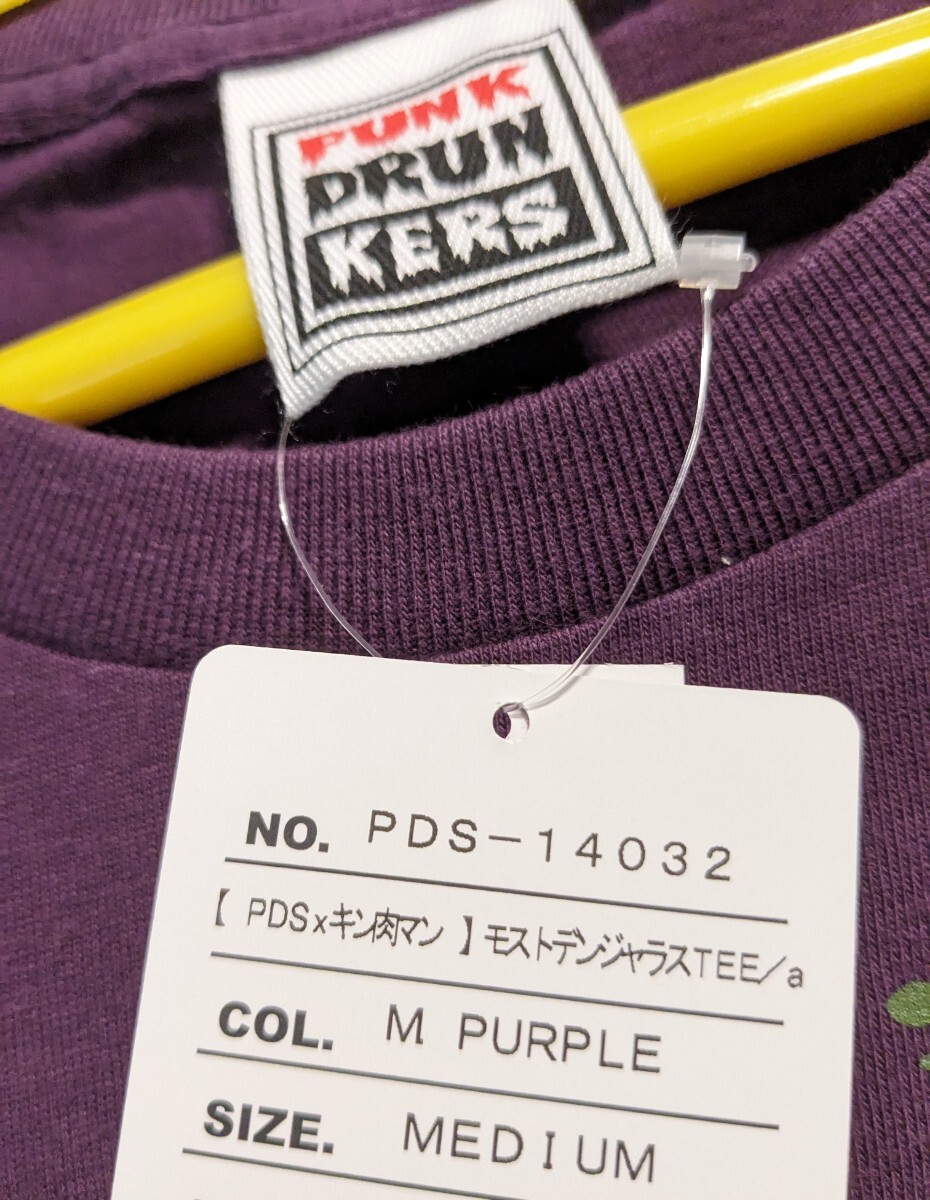 PUNK
DRUN
KERS
NO. PDS-14032
【 PDSxキン肉マン 】モストデンジャラスTEE/a
COL. M PURPLE
SIZE. MEDIUM